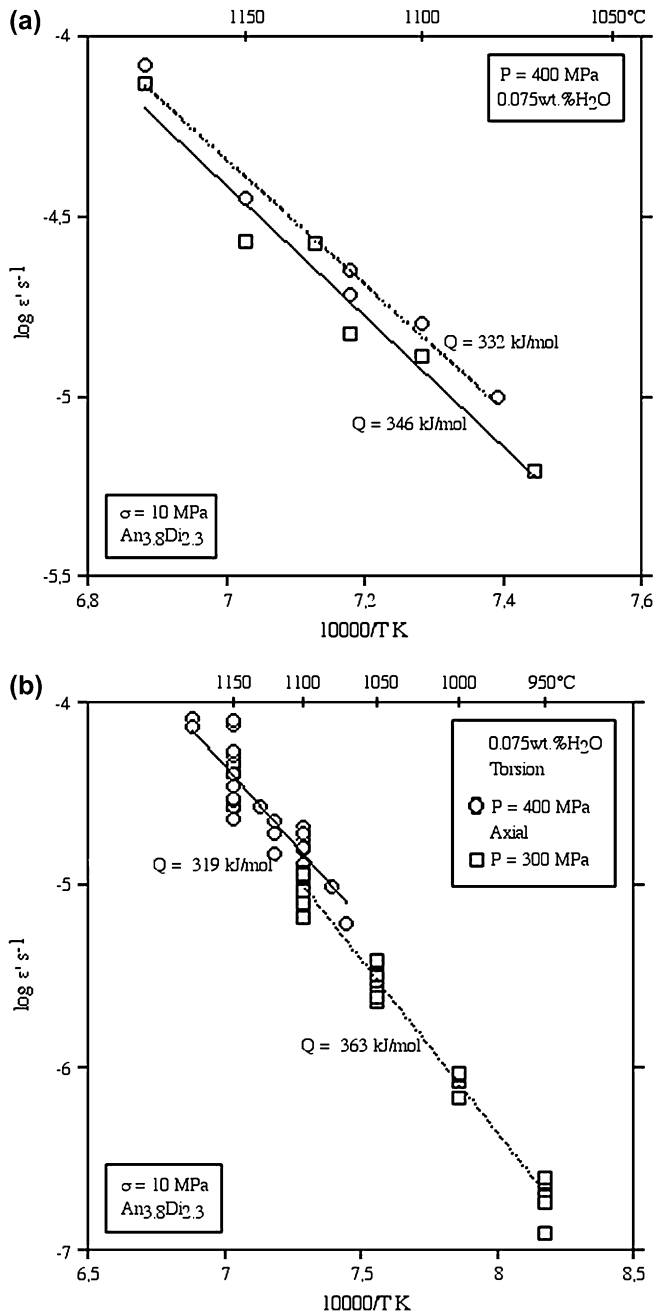 (a)
1150 1100 1050°C
-4
P = 400 MPa
0.075wt.%H2O
-4,5
log ε' s-1
Q = 332 kJ/mol
-5
Q = 346 kJ/mol
σ = 10 MPa
An3.8Di2.3
-5,5
6,8 7 7,2 7,4 7,6
10000/T K
(b)
1150 1100 1050 1000 950°C
-4
0.075wt.%H2O
Torsion
P = 400 MPa
Axial
P = 300 MPa
Q = 319 kJ/mol
-5
log ε' s-1
Q = 363 kJ/mol
-6
σ = 10 MPa
An3.8Di2.3
-7
6,5 7 7,5 8 8,5
10000/T K